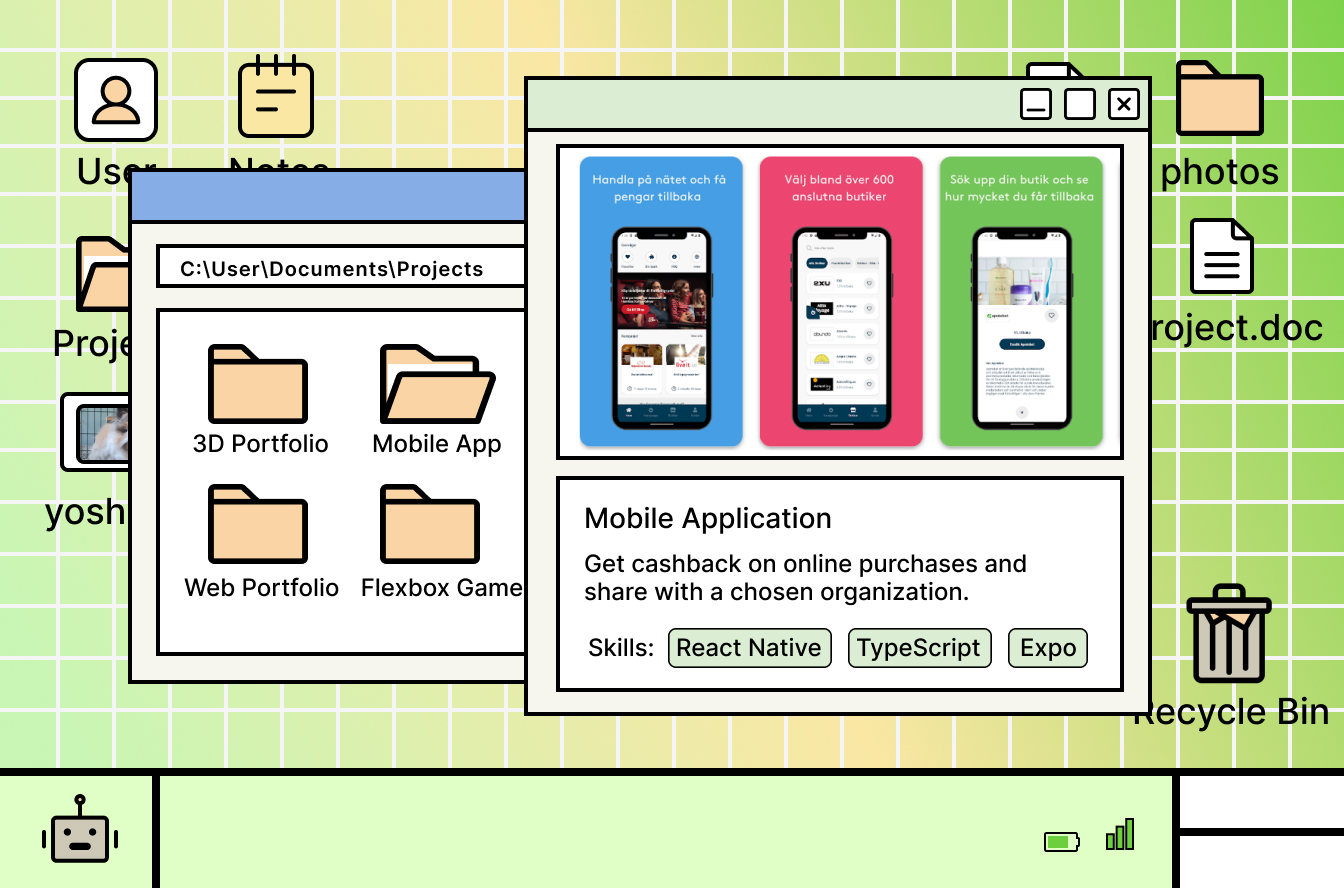 User
Notes
photos
C:\User\Documents\Projects
Proje
roject.doc
3D Portfolio
Mobile App
yosh
Web Portfolio
Flexbox Game
Recycle Bin
Handla på nätet och få
pengar tillbaka
Välj bland över 600
anslutna butiker
2XU
Sök upp din butik och se
hur mycket du får tillbaka
Mobile Application
Get cashback on online purchases and
share with a chosen organization.
Skills: React Native TypeScript Expo